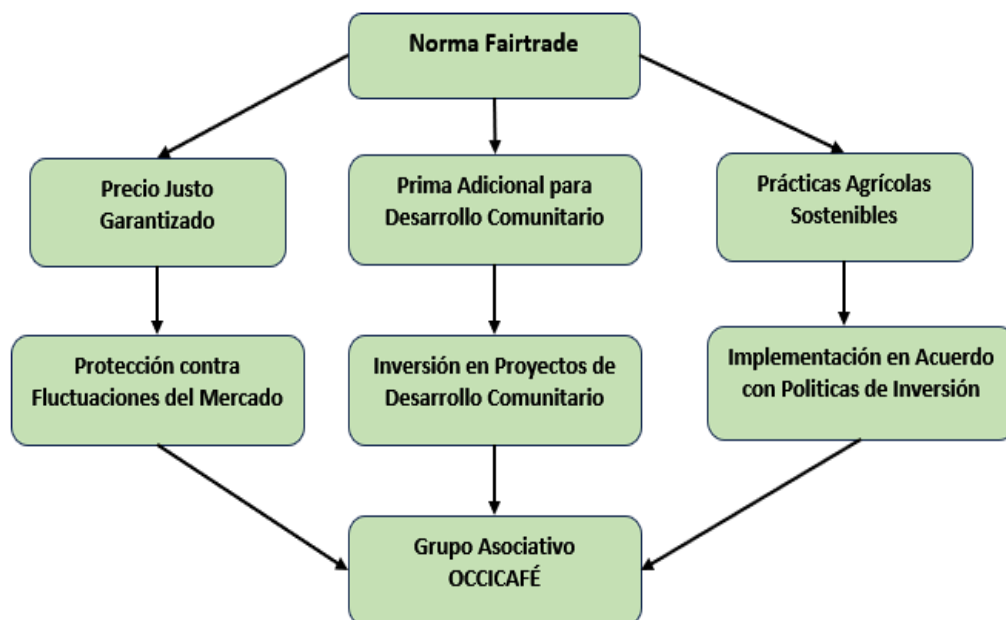 Norma Fairtrade
Precio Justo
Garantizado
Prima Adicional para
Desarrollo Comunitario
Prácticas Agrícolas
Sostenibles
Protección contra
Fluctuaciones del Mercado
Inversión en Proyectos de
Desarrollo Comunitario
Implementación en Acuerdo
con Politicas de Inversión
Grupo Asociativo
OCCICAFÉ